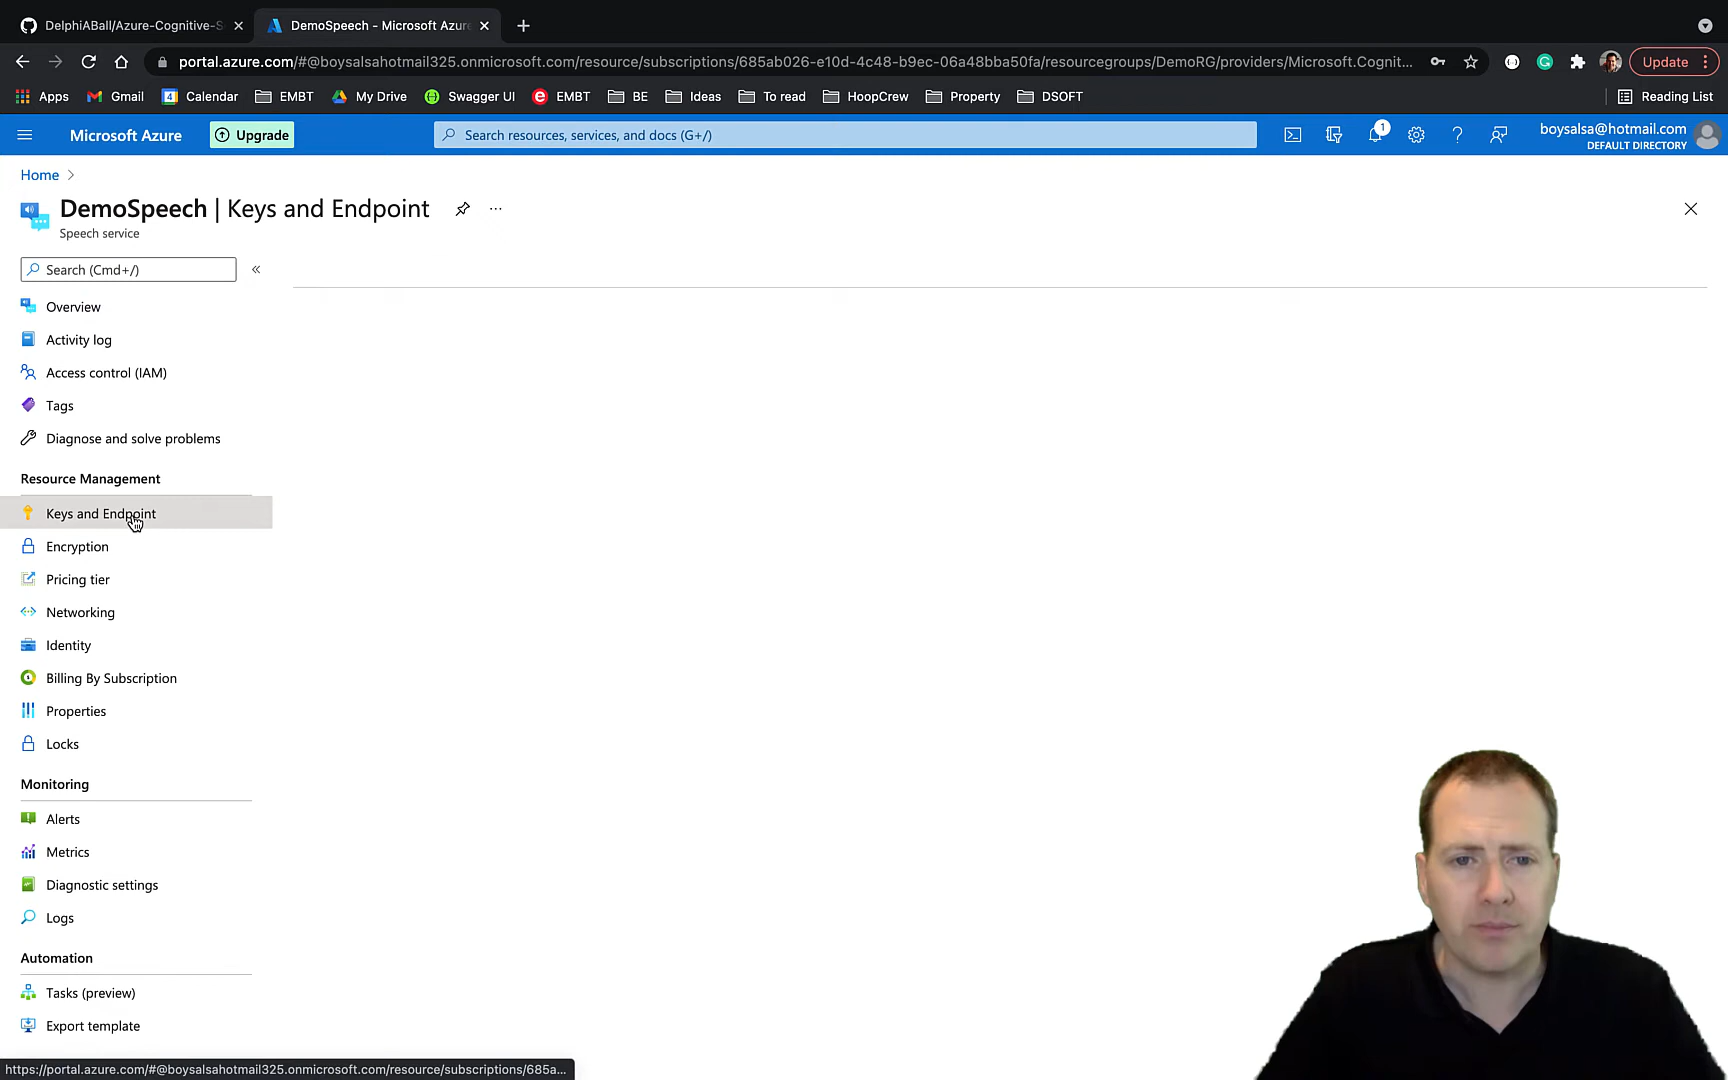 DelphiABall/Azure-Cognitive-S
DemoSpeech - Microsoft Azure
portal.azure.com/#@boysalsahotmail325.onmicrosoft.com/resource/subscriptions/685ab026-e10d-4c48-b9ec-06a48bba50fa/resourcegroups/DemoRG/providers/Microsoft.Cognit...
Update
Apps
Gmail
Calendar
EMBT
My Drive
Swagger UI
EMBT
BE
Ideas
To read
HoopCrew
Property
DSOFT
Reading List
Microsoft Azure
Upgrade
Search resources, services, and docs (G+/)
1
boysalsa@hotmail.com
DEFAULT DIRECTORY
Home
DemoSpeech | Keys and Endpoint
Speech service
Search (Cmd+/)
Overview
Activity log
Access control (IAM)
Tags
Diagnose and solve problems
Resource Management
Keys and Endpoint
Encryption
Pricing tier
Networking
Identity
Billing By Subscription
Properties
Locks
Monitoring
Alerts
Metrics
Diagnostic settings
Logs
Automation
Tasks (preview)
Export template
https://portal.azure.com/#@boysalsahotmail325.onmicrosoft.com/resource/subscriptions/685a...